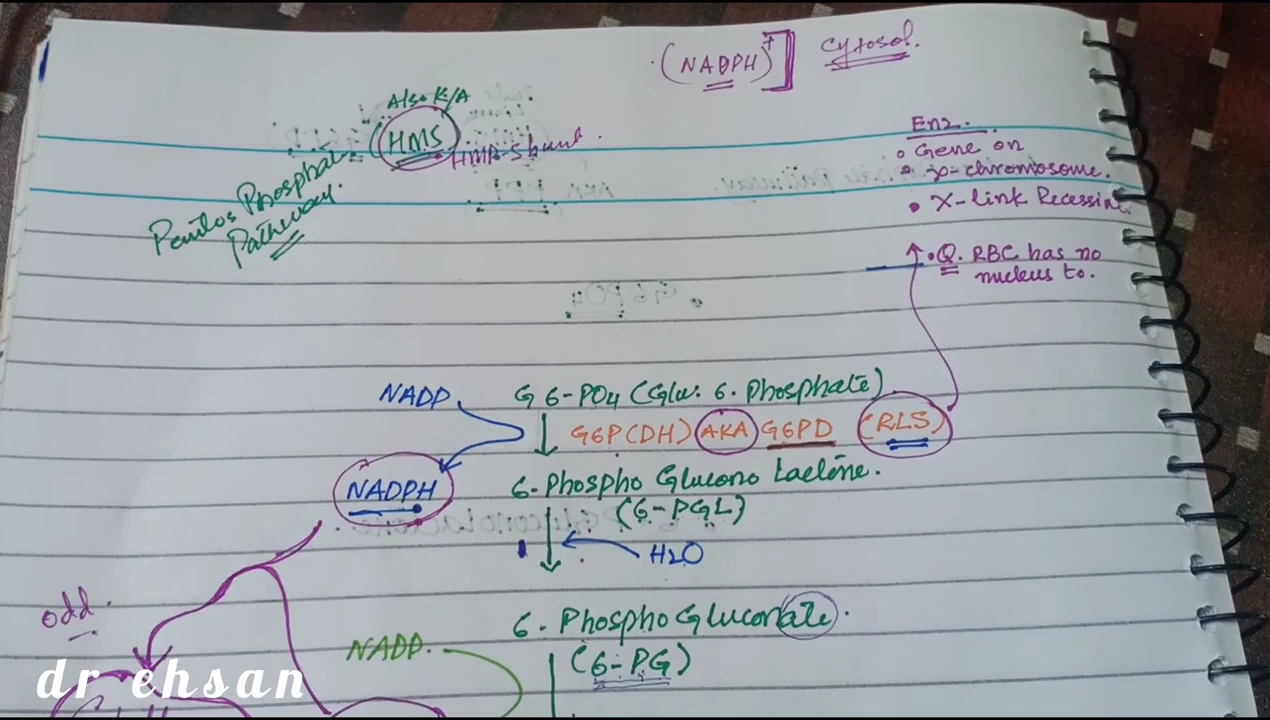 (NADPH)+] Cytosol.
Also K/A
(HMS
HMP-Shunt.
Pentos Phosphate
Pathway.
Enz.
Gene on
X-chromosome.
X-link Recessive
Q. RBC has no
nucleus to.
G 6-PO4 (Glu: 6. Phosphate)
NADP
G6P(DH) AKA G6PD (RLS)
6-Phospho Glucono Lactone.
NADPH
(6-PGL)
H2O
6. Phospho Gluconate.
odd.
NADP.
(6-PG)
dr ehsan